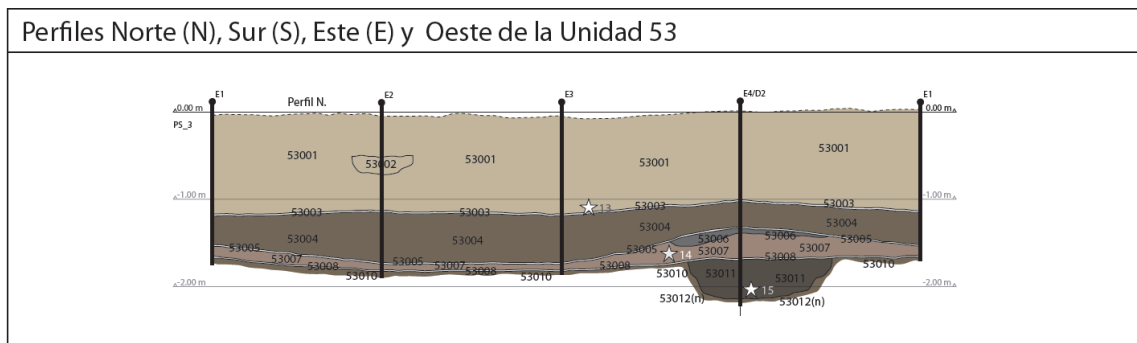 Perfiles Norte (N), Sur (S), Este (E) y Oeste de la Unidad 53
E1 Perfil N. E2 E3 E4/D2 E1
0.00 m 0.00 m
PS_3
53001 53001 53001 53001
53002
-1.00 m -1.00 m
53003 53003 13 53003 53003
53004 53004 53004 53004
53005 53007 53008 53010 53005 53007 53008 53010 53005 53006 53007 53008 53006 53005 53007 53008 53010
14
53010 53011 53011
-2.00 m 15 -2.00 m
53012(n) 53012(n)